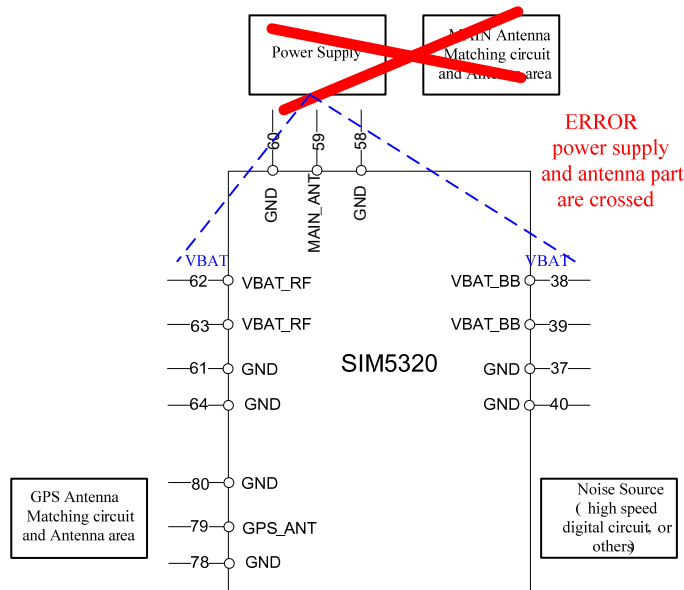 Power Supply
MAIN Antenna
Matching circuit
and Antenna area
ERROR
power supply
and antenna part
are crossed
60
59
58
GND
MAIN_ANT
GND
VBAT
VBAT
62
VBAT_RF
VBAT_BB
38
63
VBAT_RF
VBAT_BB
39
61
GND
SIM5320
GND
37
64
GND
GND
40
80
GND
GPS Antenna
Matching circuit
and Antenna area
79
GPS_ANT
78
GND
Noise Source
( high speed
digital circuit, or
others)